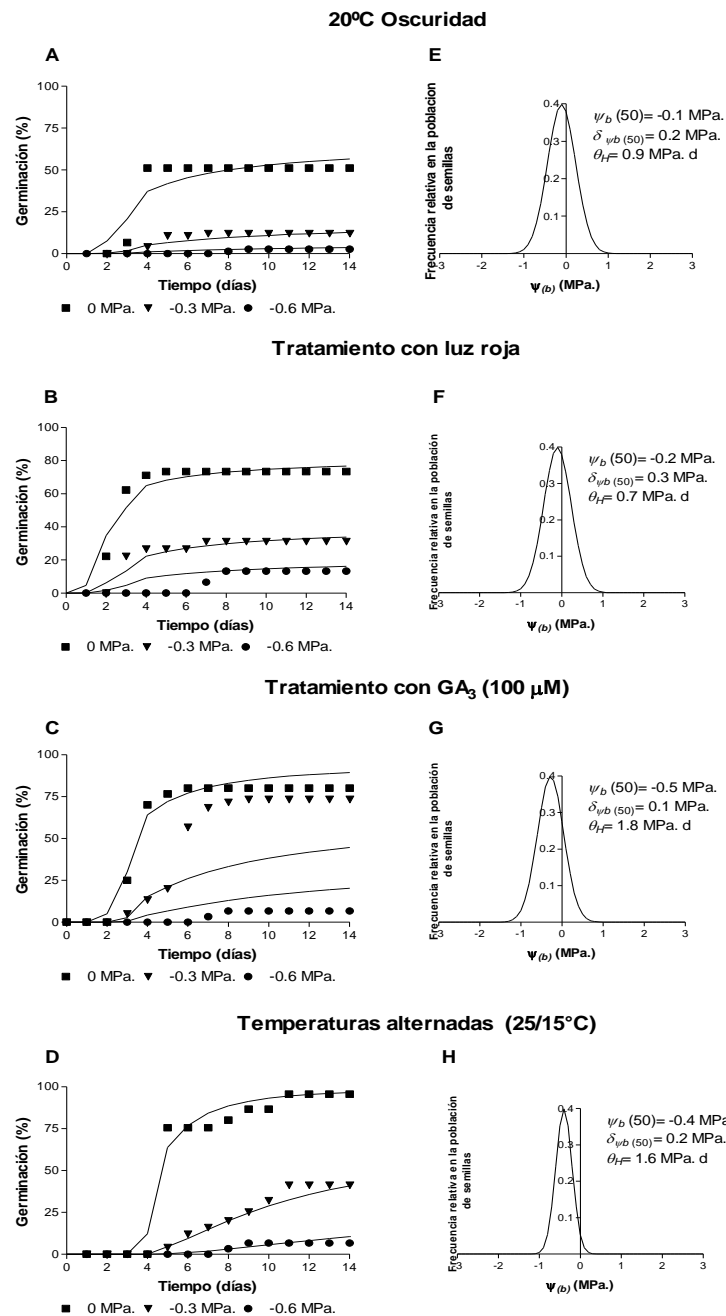 20ºC Oscuridad
A
Germinación (%)
100
75
50
25
0
0 2 4 6 8 10 12 14
Tiempo (días)
■ 0 MPa. ▼ -0.3 MPa. ● -0.6 MPa.
E
Frecuencia relativa en la poblacion
de semillas
0.4
0.3
0.2
0.1
-3 -2 -1 0 1 2 3
Ψ(b) (MPa.)
ψb (50)= -0.1 MPa.
δψb (50)= 0.2 MPa.
θH= 0.9 MPa. d
Tratamiento con luz roja
B
Germinación (%)
100
80
60
40
20
0
0 2 4 6 8 10 12 14
Tiempo (días)
■ 0 MPa. ▼ -0.3 MPa. ● -0.6 MPa.
F
Frecuencia relativa en la población
de semillas
0.4
0.3
0.2
0.1
-3 -2 -1 0 1 2 3
Ψ(b) (MPa.)
ψb (50)= -0.2 MPa.
δψb (50)= 0.3 MPa.
θH= 0.7 MPa. d
Tratamiento con GA3 (100 μM)
C
Germinación (%)
100
75
50
25
0
0 2 4 6 8 10 12 14
Tiempo (días)
■ 0 MPa. ▼ -0.3 MPa. ● -0.6 MPa.
G
Frecuencia relativa en la población
de semillas
0.4
0.3
0.2
0.1
-3 -2 -1 0 1 2 3
Ψ(b) (MPa.)
ψb (50)= -0.5 MPa.
δψb (50)= 0.1 MPa.
θH= 1.8 MPa. d
Temperaturas alternadas (25/15°C)
D
Germinación (%)
100
75
50
25
0
0 2 4 6 8 10 12 14
Tiempo (días)
■ 0 MPa. ▼ -0.3 MPa. ● -0.6 MPa.
H
Frecuencia relativa en la población
de semillas
0.4
0.3
0.2
0.1
-3 -2 -1 0 1 2 3
Ψ(b) (MPa.)
ψb (50)= -0.4 MPa
δψb (50)= 0.2 MPa.
θH= 1.6 MPa. d